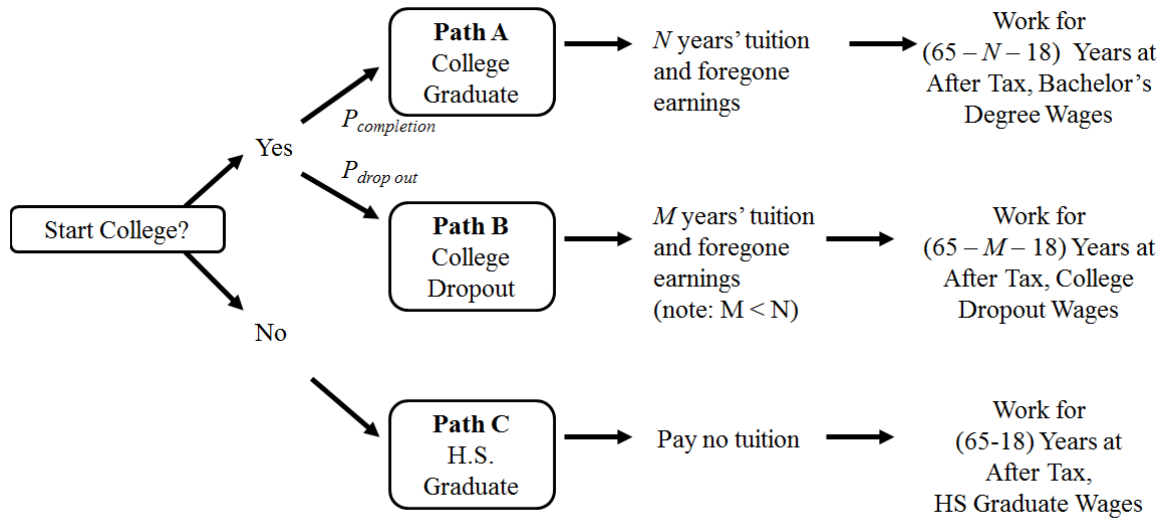 Start College?
Yes
No
P completion
P drop out
Path A
College
Graduate
N years’ tuition
and foregone
earnings
Work for
(65 – N – 18) Years at
After Tax, Bachelor’s
Degree Wages
Path B
College
Dropout
M years’ tuition
and foregone
earnings
(note: M < N)
Work for
(65 – M – 18) Years at
After Tax, College
Dropout Wages
Path C
H.S.
Graduate
Pay no tuition
Work for
(65-18) Years at
After Tax,
HS Graduate Wages